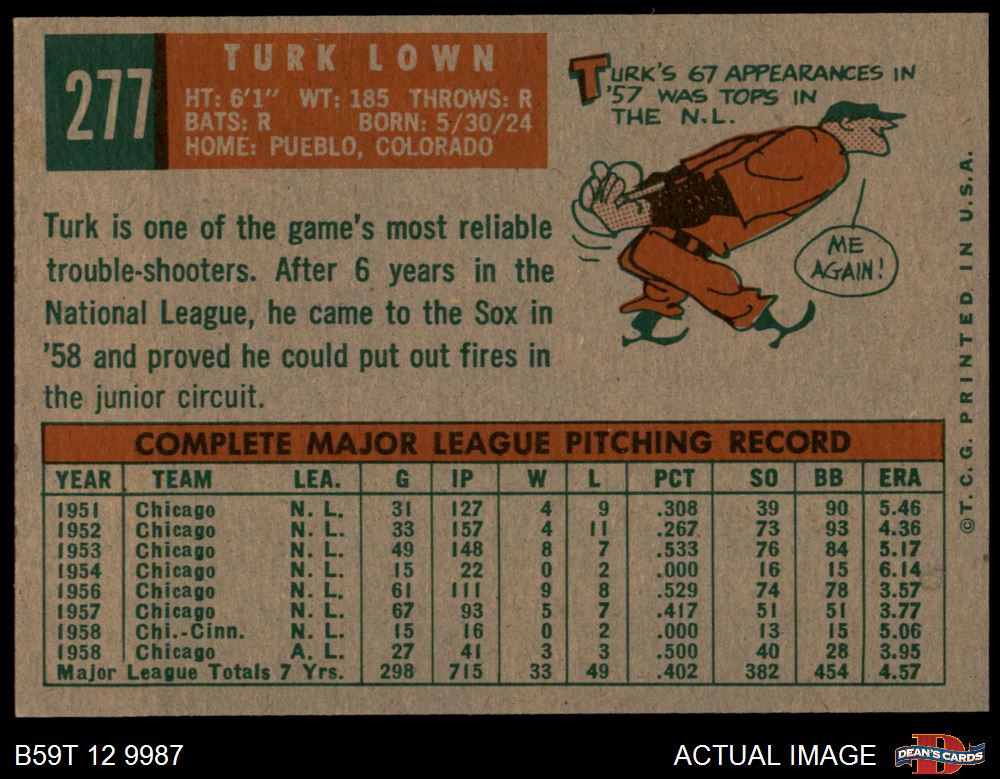 277
TURK LOWN
HT: 6'1" WT: 185 THROWS: R
BATS: R BORN: 5/30/24
HOME: PUEBLO, COLORADO
TURK'S 67 APPEARANCES IN
'57 WAS TOPS IN
THE N.L.
ME
AGAIN!
Turk is one of the game's most reliable
trouble-shooters. After 6 years in the
National League, he came to the Sox in
'58 and proved he could put out fires in
the junior circuit.
COMPLETE MAJOR LEAGUE PITCHING RECORD
YEAR TEAM LEA. G IP W L PCT SO BB ERA
1951 Chicago N. L. 31 127 4 9 .308 39 90 5.46
1952 Chicago N. L. 33 157 4 11 .267 73 93 4.36
1953 Chicago N. L. 49 148 8 7 .533 76 84 5.17
1954 Chicago N. L. 15 22 0 2 .000 16 15 6.14
1956 Chicago N. L. 61 111 9 8 .529 74 78 3.57
1957 Chicago N. L. 67 93 5 7 .417 51 51 3.77
1958 Chi.-Cinn. N. L. 15 16 0 2 .000 13 15 5.06
1958 Chicago A. L. 27 41 3 3 .500 40 28 3.95
Major League Totals 7 Yrs. 298 715 33 49 .402 382 454 4.57
©T.C.G. PRINTED IN U.S.A.
B59T 12 9987
ACTUAL IMAGE
DEAN'S CARDS